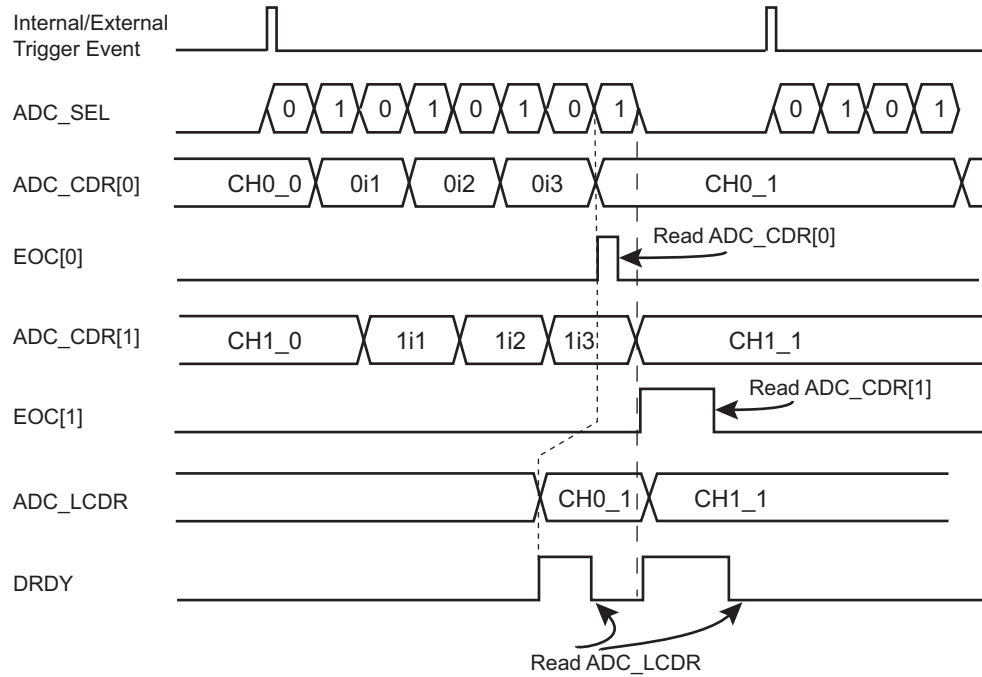 Internal/External
Trigger Event
ADC_SEL
0 1 0 1 0 1 0 1 0 1 0 1
ADC_CDR[0]
CH0_0 0i1 0i2 0i3 CH0_1
Read ADC_CDR[0]
EOC[0]
ADC_CDR[1]
CH1_0 1i1 1i2 1i3 CH1_1
Read ADC_CDR[1]
EOC[1]
ADC_LCDR
CH0_1 CH1_1
DRDY
Read ADC_LCDR